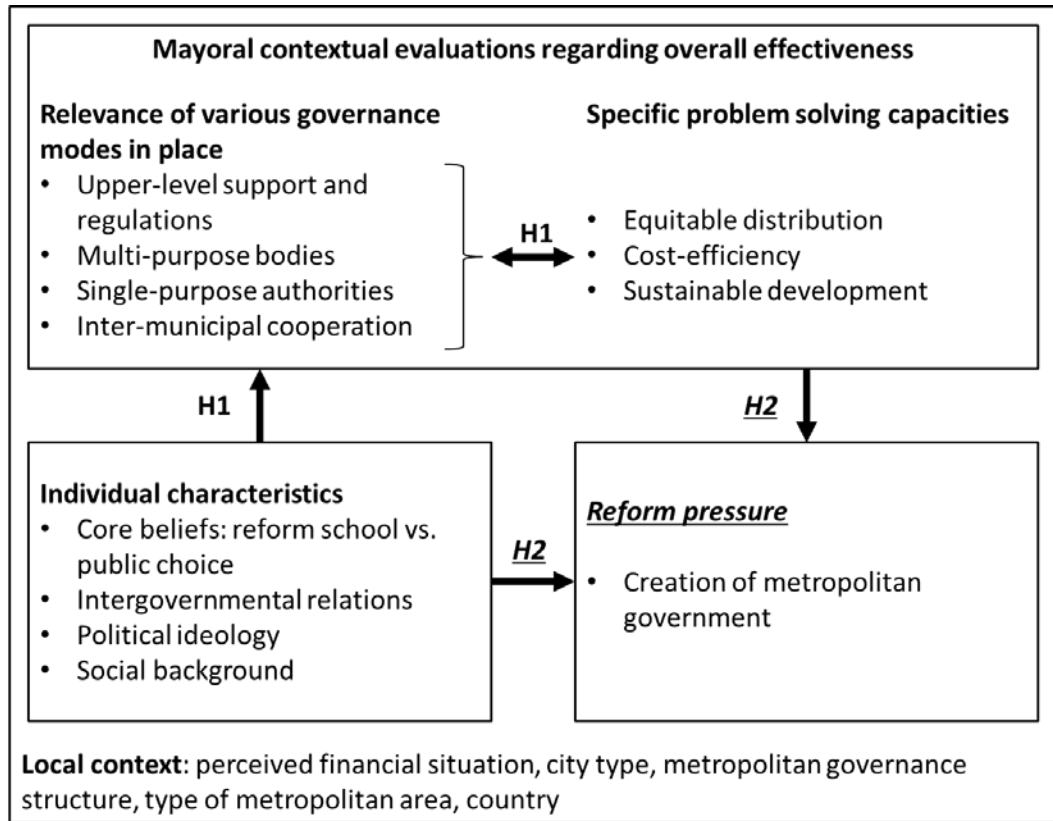 Mayoral contextual evaluations regarding overall effectiveness
Relevance of various governance
modes in place
• Upper-level support and
regulations
• Multi-purpose bodies
• Single-purpose authorities
• Inter-municipal cooperation
H1
Specific problem solving capacities
• Equitable distribution
• Cost-efficiency
• Sustainable development
H1
H2
Individual characteristics
• Core beliefs: reform school vs.
public choice
• Intergovernmental relations
• Political ideology
• Social background
H2
Reform pressure
• Creation of metropolitan
government
Local context: perceived financial situation, city type, metropolitan governance
structure, type of metropolitan area, country